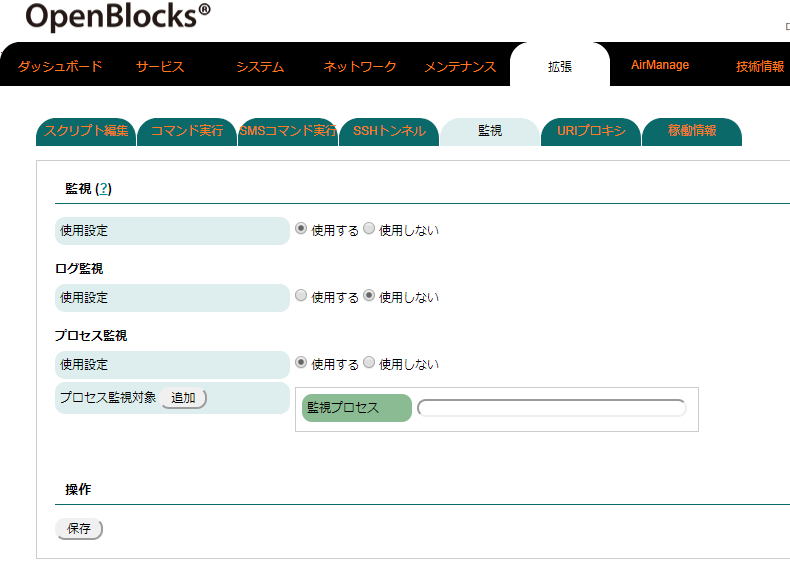 OpenBlocks®
ダッシュボード サービス システム ネットワーク メンテナンス 拡張 AirManage 技術情報
スクリプト編集 コマンド実行 SMSコマンド実行 SSHトンネル 監視 URIプロキシ 稼働情報
監視 (?)
使用設定 使用する 使用しない
ログ監視
使用設定 使用する 使用しない
プロセス監視
使用設定 使用する 使用しない
プロセス監視対象 追加 監視プロセス
操作
保存